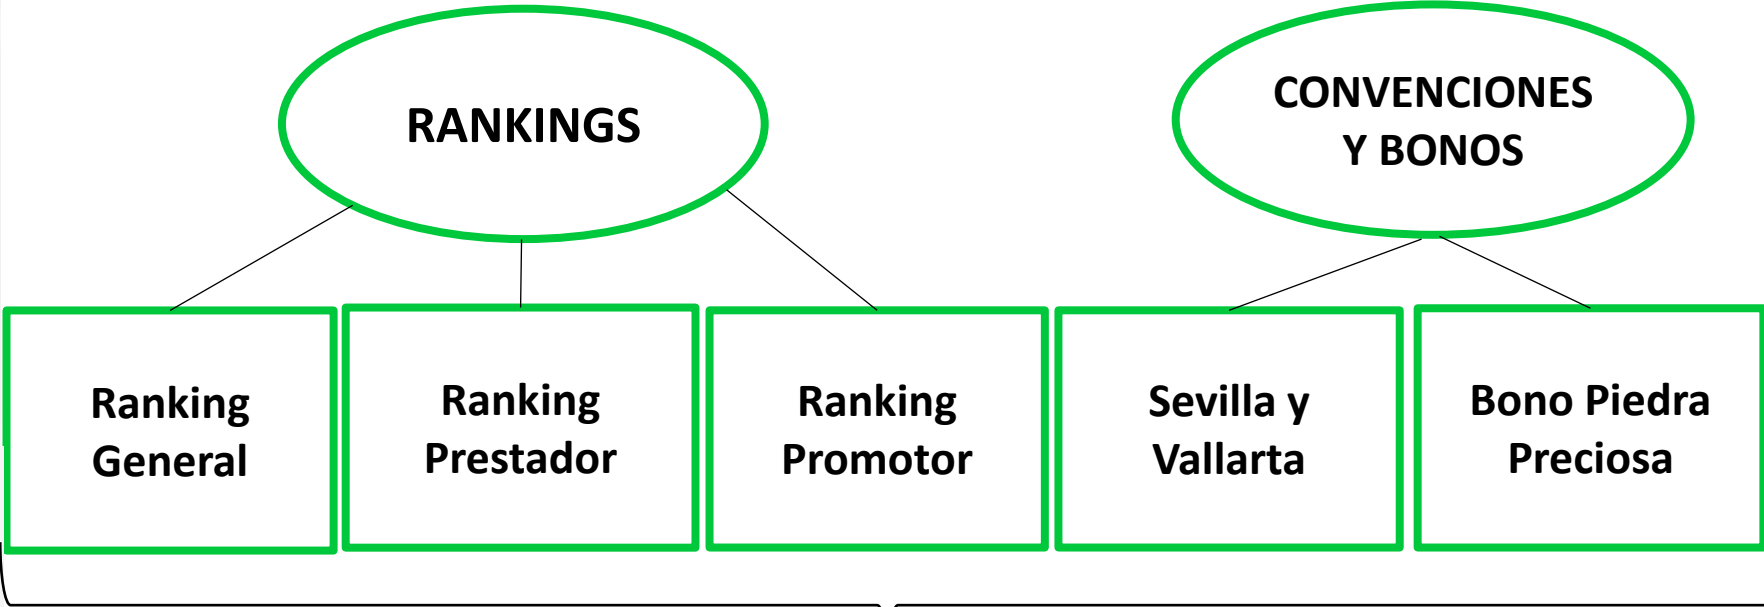 RANKINGS
CONVENCIONES
Y BONOS
Ranking
General
Ranking
Prestador
Ranking
Promotor
Sevilla y
Vallarta
Bono Piedra
Preciosa